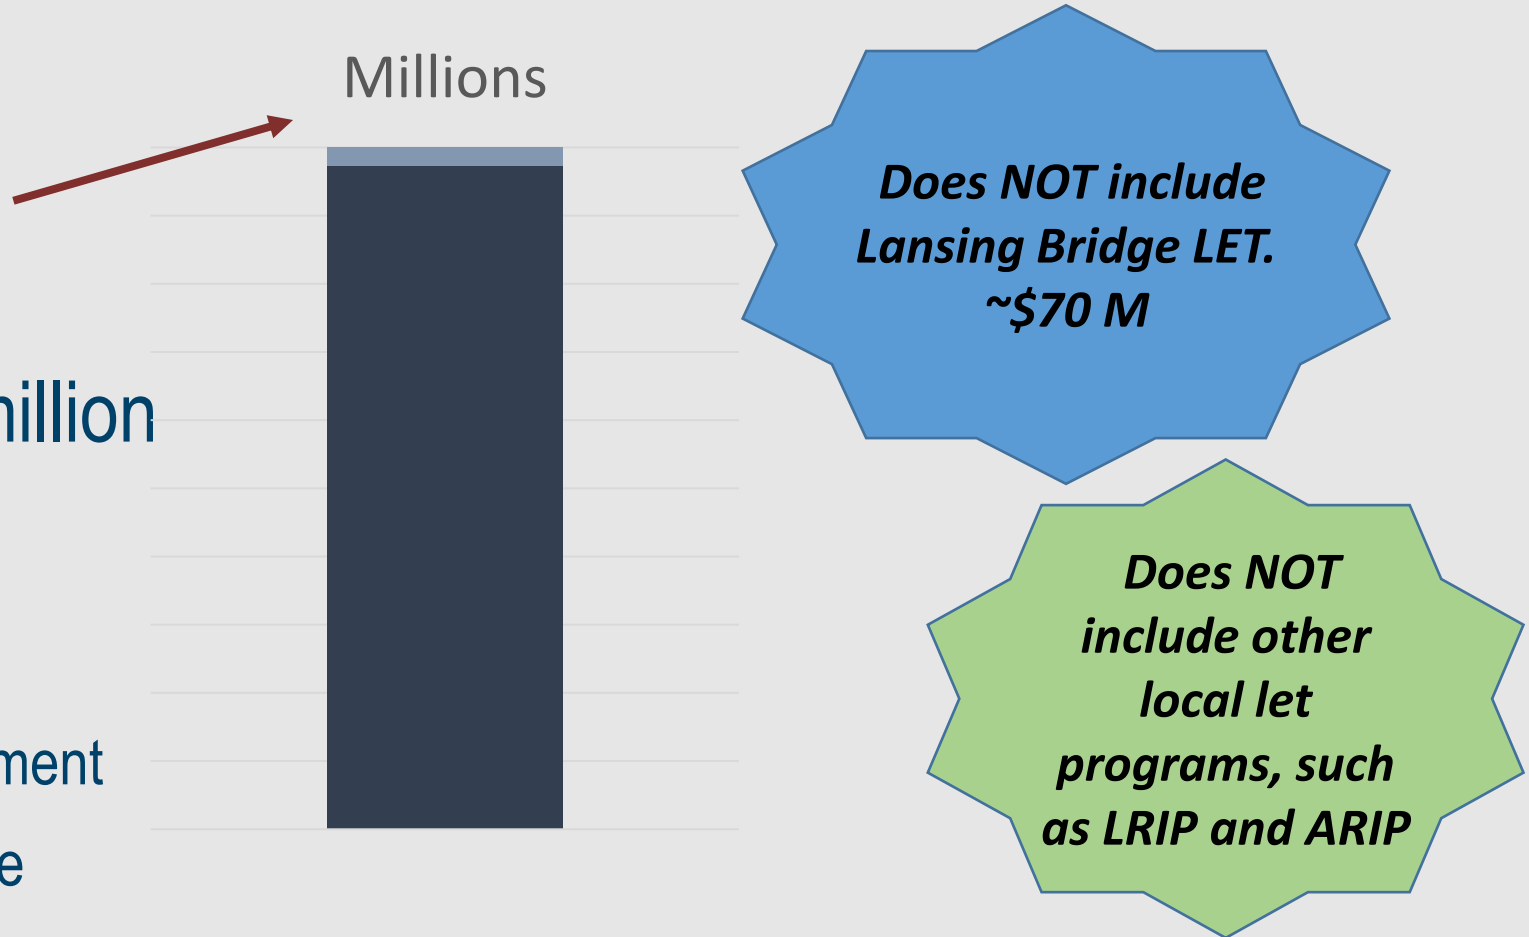 Millions
Does NOT include
Lansing Bridge LET.
~$70 M
Does NOT
include other
local let
programs, such
as LRIP and ARIP